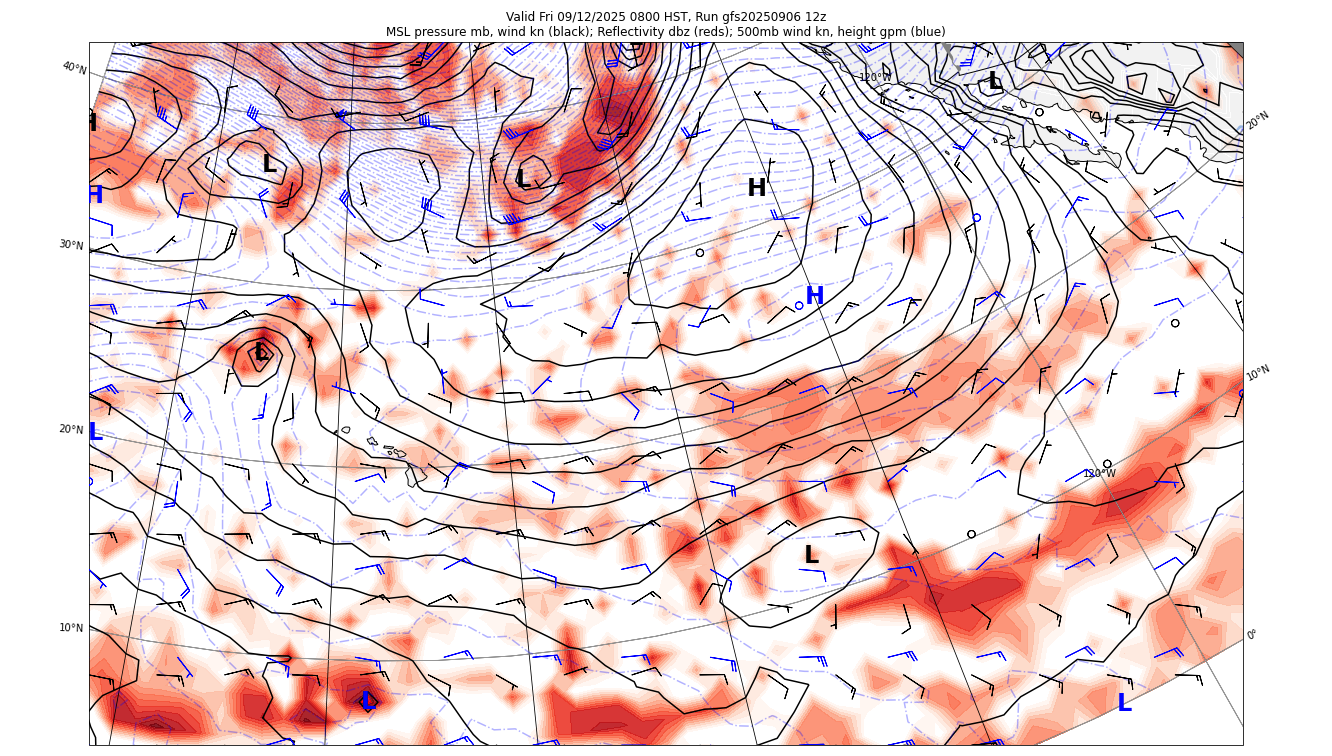 Valid Fri 09/12/2025 0800 HST, Run gfs20250906 12z
MSL pressure mb, wind kn (black); Reflectivity dbz (reds); 500mb wind kn, height gpm (blue)
40°N
120°W
L
20°N
H
L
L
H
H
30°N
H
L
10°N
20°N
L
120°W
L
10°N
0°
L
L